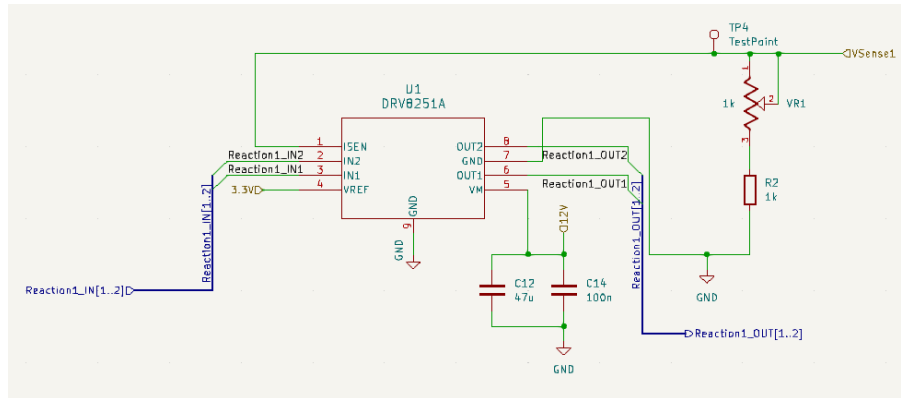 TP4
TestPoint
VSense1
1
1k
2
VR1
3
U1
DRV8251A
1
ISEN
OUT2
8
Reaction1_IN2
2
IN2
GND
7
Reaction1_OUT2
Reaction1_IN1
3
IN1
OUT1
6
Reaction1_OUT1
3.3V
4
VREF
VM
5
GND
9
GND
R2
1k
Reaction1_IN[1..2]
Reaction1_OUT[1..2]
12V
C12
47u
C14
100n
GND
GND
Reaction1_IN[1..2]
Reaction1_OUT[1..2]